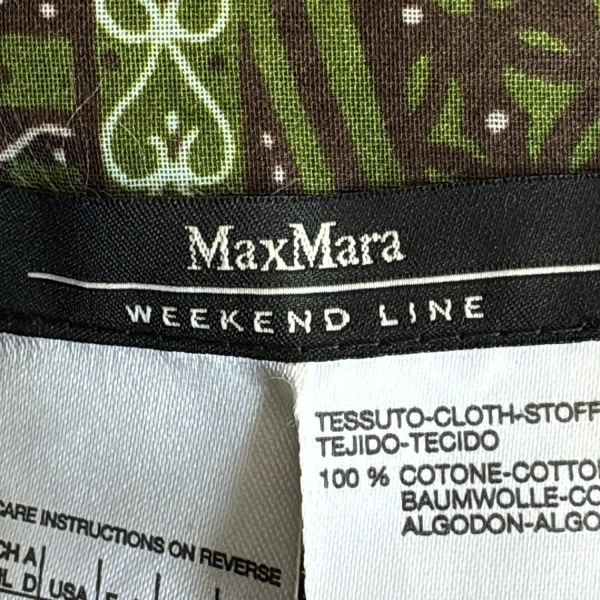 MaxMara
WEEKEND LINE
TESSUTO-CLOTH-STOFF
TEJIDO-TECIDO
100 % COTONE-COTTO
BAUMWOLLE-CO
ALGODON-ALGO
CARE INSTRUCTIONS ON REVERSE
CH A
D USA